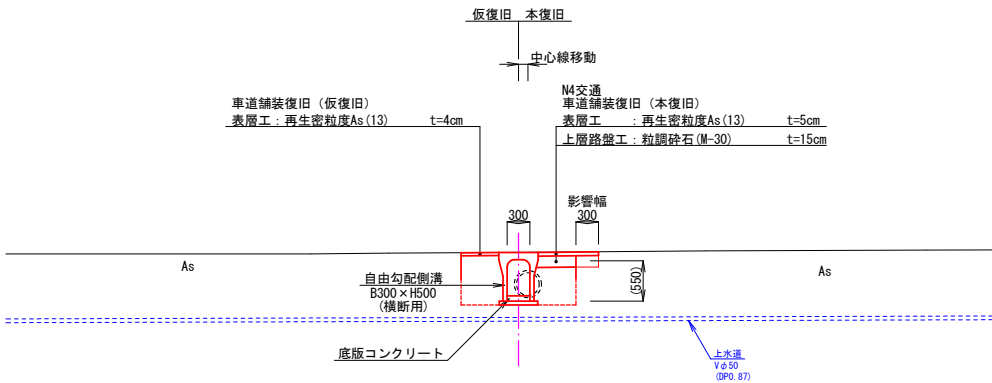 仮復旧 本復旧
中心線移動
車道舗装復旧（仮復旧）
表層工：再生密粒度As(13) t=4cm
N4交通
車道舗装復旧（本復旧）
表層工 ：再生密粒度As(13) t=5cm
上層路盤工：粒調砕石(M-30) t=15cm
影響幅
300
300
As
As
自由勾配側溝
B300×H500
(横断用)
(550)
底版コンクリート
上水道
Vφ50
(DP0.87)